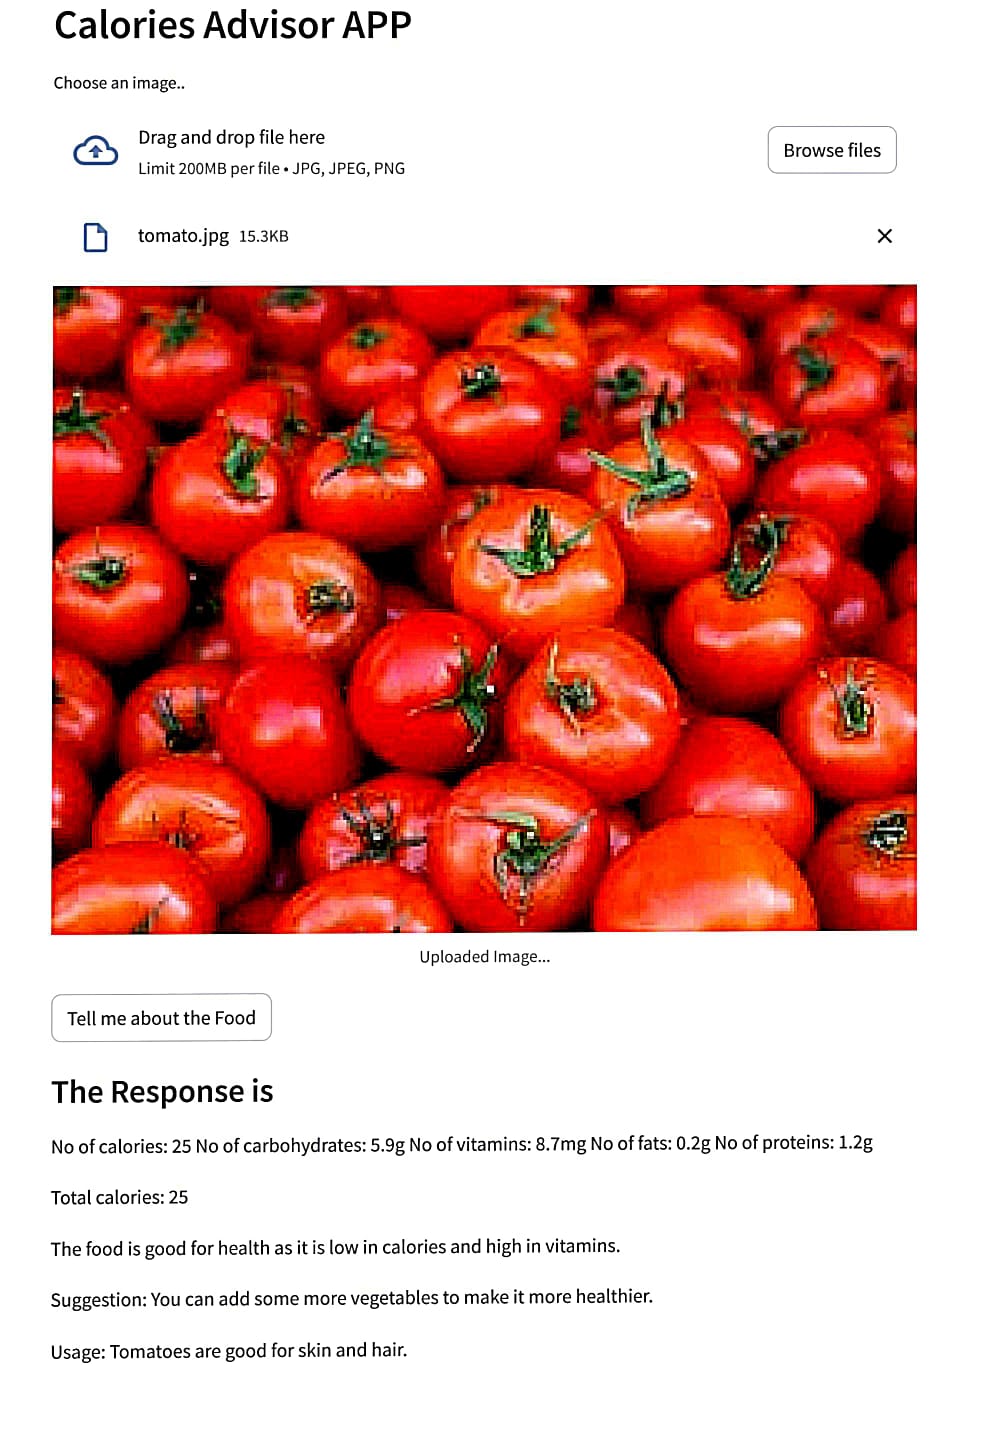 Calories Advisor APP
Choose an image..
Drag and drop file here
Limit 200MB per file • JPG, JPEG, PNG
Browse files
tomato.jpg 15.3KB
Uploaded Image...
Tell me about the Food
The Response is
No of calories: 25 No of carbohydrates: 5.9g No of vitamins: 8.7mg No of fats: 0.2g No of proteins: 1.2g
Total calories: 25
The food is good for health as it is low in calories and high in vitamins.
Suggestion: You can add some more vegetables to make it more healthier.
Usage: Tomatoes are good for skin and hair.